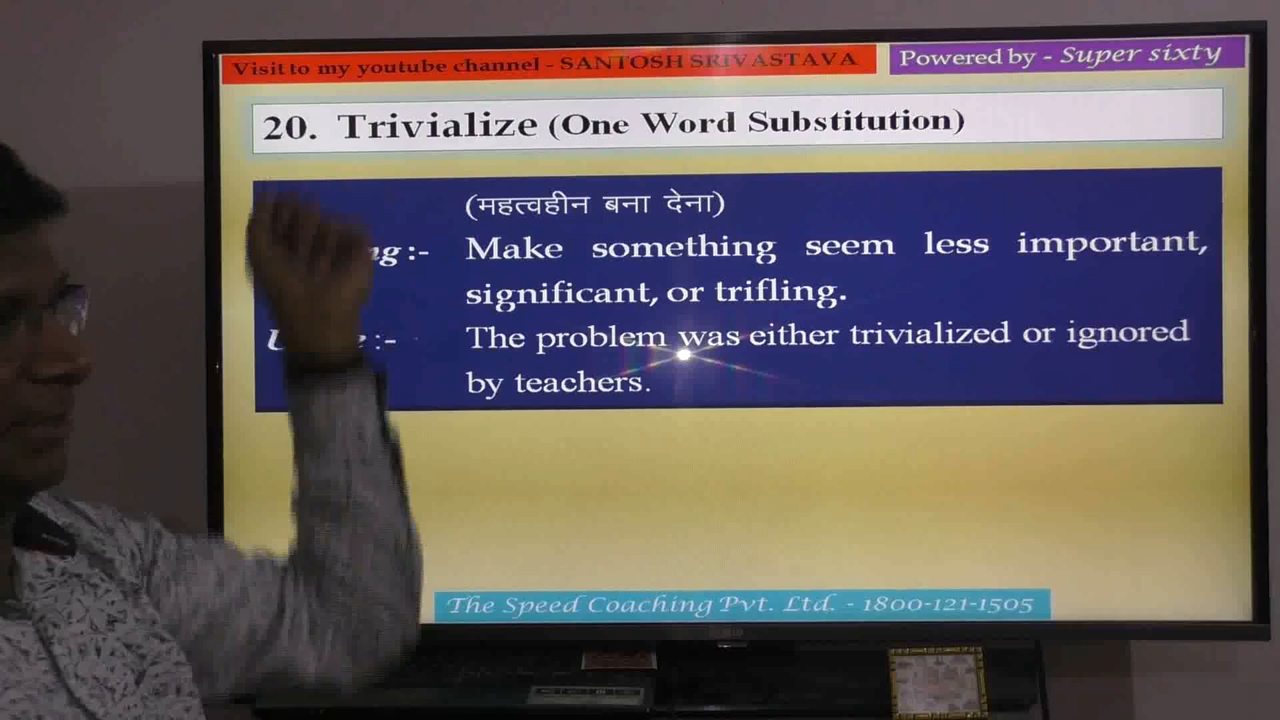 Visit to my youtube channel - SANTOSH SRIVASTAVA
Powered by - Super sixty
20. Trivialize (One Word Substitution)
(महत्वहीन बना देना)
:- Make something seem less important,
significant, or trifling.
:- The problem was either trivialized or ignored
by teachers.
The Speed Coaching Pvt. Ltd. - 1800-121-1505